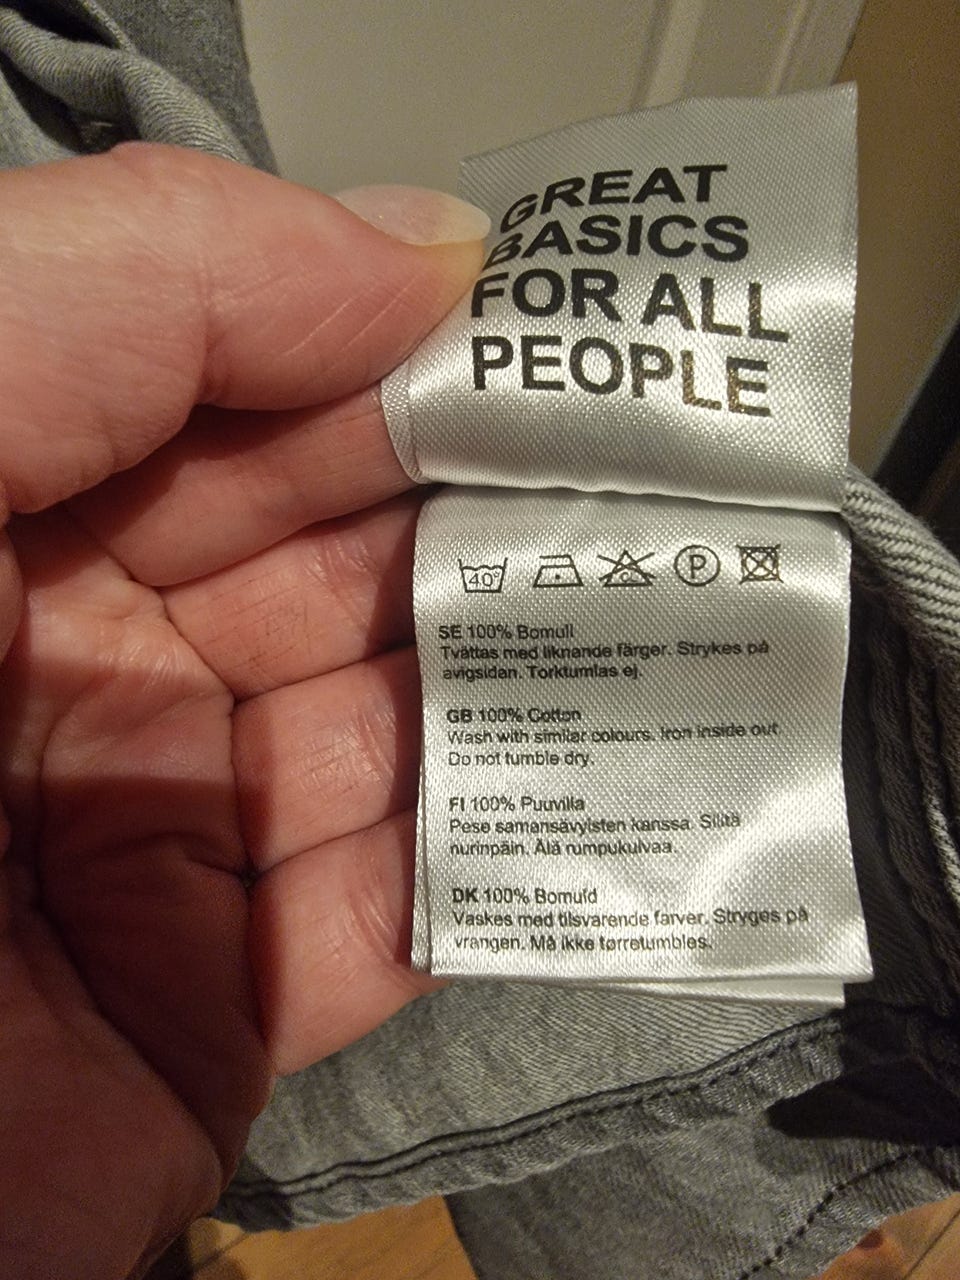 GREAT
BASICS
FOR ALL
PEOPLE
40° CL P
SE 100% Bomull
Tvättas med liknande färger. Strykes på
avigsidan. Torktumlas ej.
GB 100% Cotton
Wash with similar colours. Iron inside out.
Do not tumble dry.
FI 100% Puuvilla
Pese samansävyisten kanssa. Silitä
nurinpäin. Älä rumpukuivaa.
DK 100% Bomuld
Vaskes med tilsvarende farver. Stryges på
vrangen. Må ikke tørretumbles.